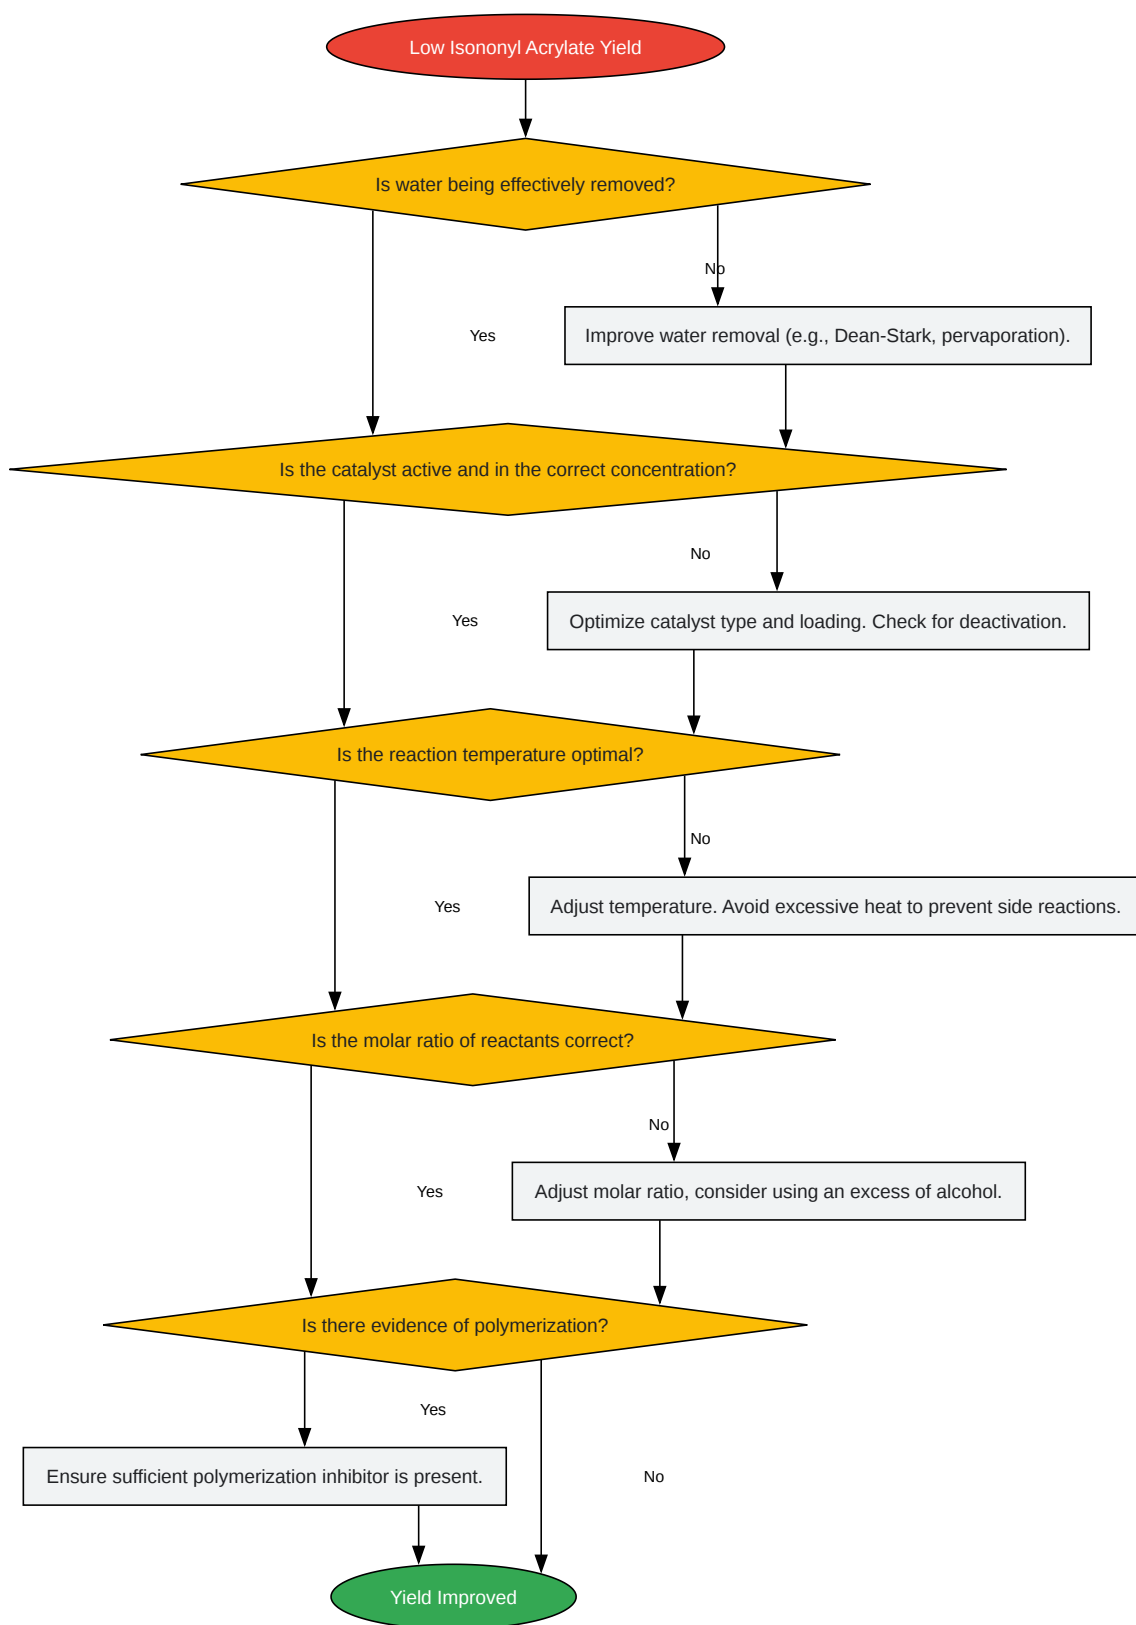 Low Isononyl Acrylate Yield
Is water being effectively removed?
No
Yes
Improve water removal (e.g., Dean-Stark, pervaporation).
Is the catalyst active and in the correct concentration?
No
Yes
Optimize catalyst type and loading. Check for deactivation.
Is the reaction temperature optimal?
No
Yes
Adjust temperature. Avoid excessive heat to prevent side reactions.
Is the molar ratio of reactants correct?
No
Yes
Adjust molar ratio, consider using an excess of alcohol.
Is there evidence of polymerization?
Yes
Ensure sufficient polymerization inhibitor is present.
No
Yield Improved